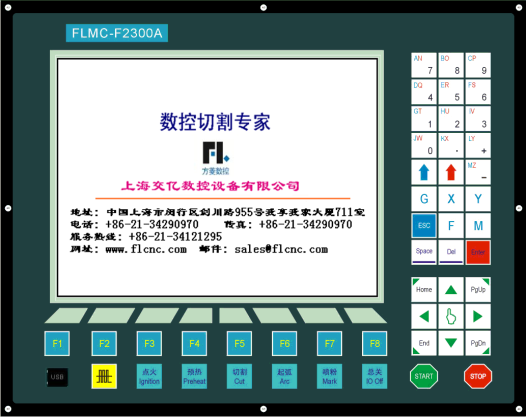 FLMC-F2300A
数控切割专家
FL
方菱数控
上海交化数控设备有限公司
地址: 中国上海市闵行区剑川路955号或享或家大厦711室
电话: +86-21-34290970 传真: +86-21-34290970
服务热线: +86-21-34121295
网址: www.flcnc.com 邮件: sales@flcnc.com
AN 7 BO 8 CP 9
DQ 4 ER 5 FS 6
GT 1 HU 2 IV 3
JW 0 KX . LY +
MZ -
G X Y
ESC F M
Space Del Enter
Home PgUp
End PgDn
F1 F2 F3 F4 F5 F6 F7 F8
USB
点火 Ignition
预热 Preheat
切割 Cut
起弧 Arc
喷粉 Mark
总关 IO Off
START STOP